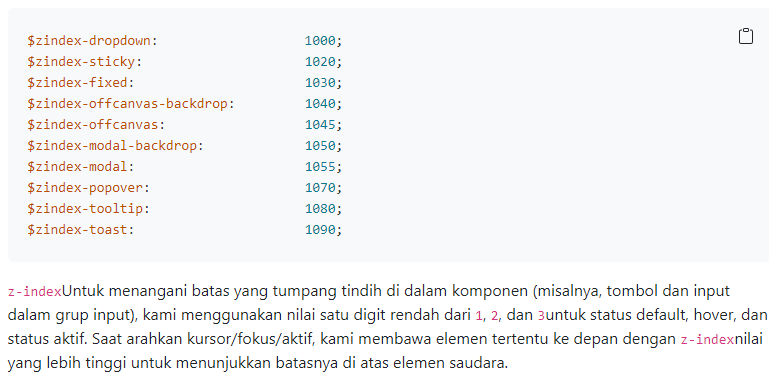 $zindex-dropdown: 1000;
$zindex-sticky: 1020;
$zindex-fixed: 1030;
$zindex-offcanvas-backdrop: 1040;
$zindex-offcanvas: 1045;
$zindex-modal-backdrop: 1050;
$zindex-modal: 1055;
$zindex-popover: 1070;
$zindex-tooltip: 1080;
$zindex-toast: 1090;
z-indexUntuk menangani batas yang tumpang tindih di dalam komponen (misalnya, tombol dan input
dalam grup input), kami menggunakan nilai satu digit rendah dari 1, 2, dan 3untuk status default, hover, dan
status aktif. Saat arahkan kursor/fokus/aktif, kami membawa elemen tertentu ke depan dengan z-indexnilai
yang lebih tinggi untuk menunjukkan batasnya di atas elemen saudara.